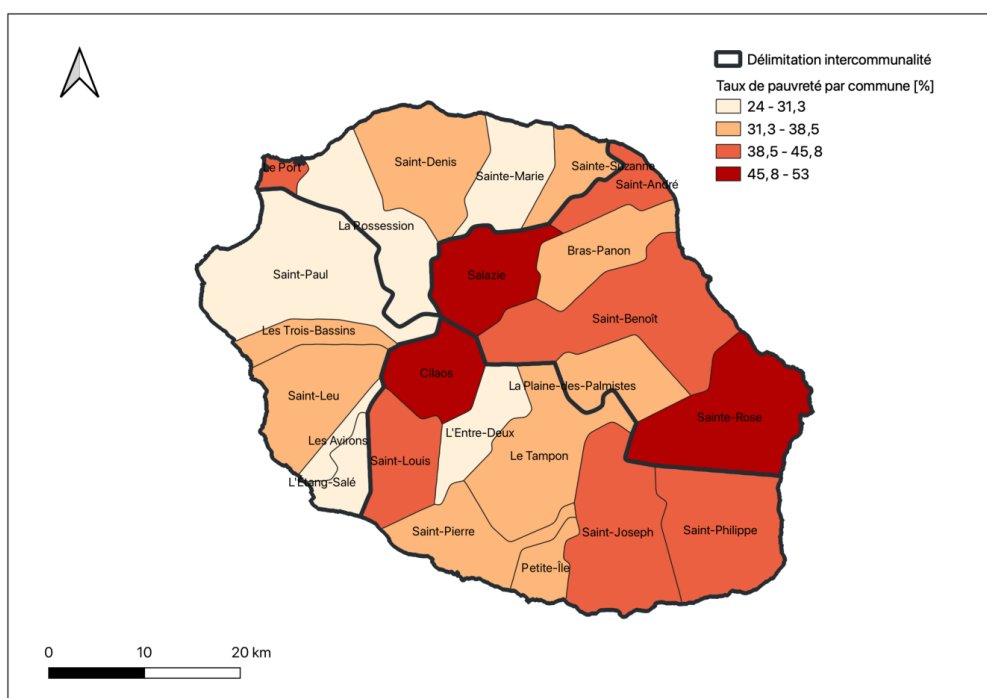 Délimitation intercommunalité
Taux de pauvreté par commune [%]
24 - 31,3
31,3 - 38,5
38,5 - 45,8
45,8 - 53
Saint-Denis
Sainte-Marie
Sainte-Suzanne
Le Port
Saint-André
La Possession
Bras-Panon
Saint-Paul
Salazie
Saint-Benoît
Les Trois-Bassins
Cilaos
La Plaine-des-Palmistes
Saint-Leu
Sainte-Rose
L'Entre-Deux
Les Avirons
Le Tampon
Saint-Louis
L'Étang-Salé
Saint-Pierre
Saint-Joseph
Saint-Philippe
Petite-Île
0 10 20 km